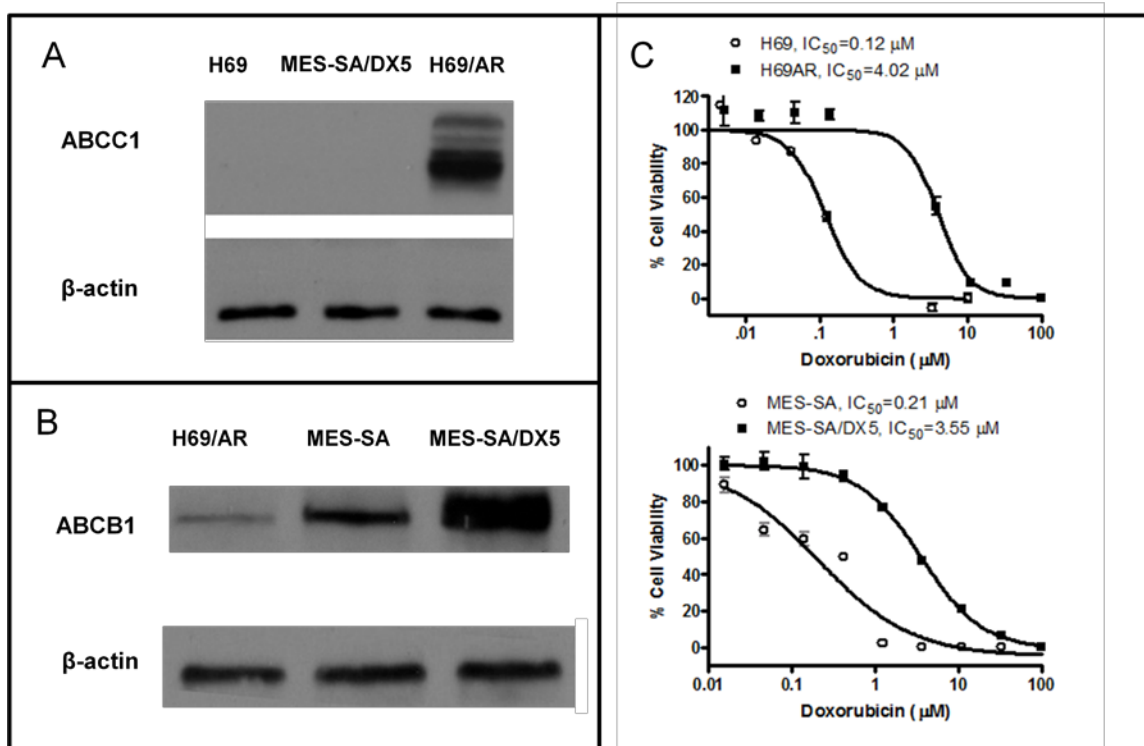 A
H69 MES-SA/DX5 H69/AR
ABCC1
β-actin
B
H69/AR MES-SA MES-SA/DX5
ABCB1
β-actin
C
H69, IC50=0.12 μM
H69AR, IC50=4.02 μM
120
100
80
60
40
20
0
% Cell Viability
.01 .1 1 10 100
Doxorubicin ( μM)
MES-SA, IC50=0.21 μM
MES-SA/DX5, IC50=3.55 μM
100
80
60
40
20
0
% Cell Viability
0.01 0.1 1 10 100
Doxorubicin ( μM)